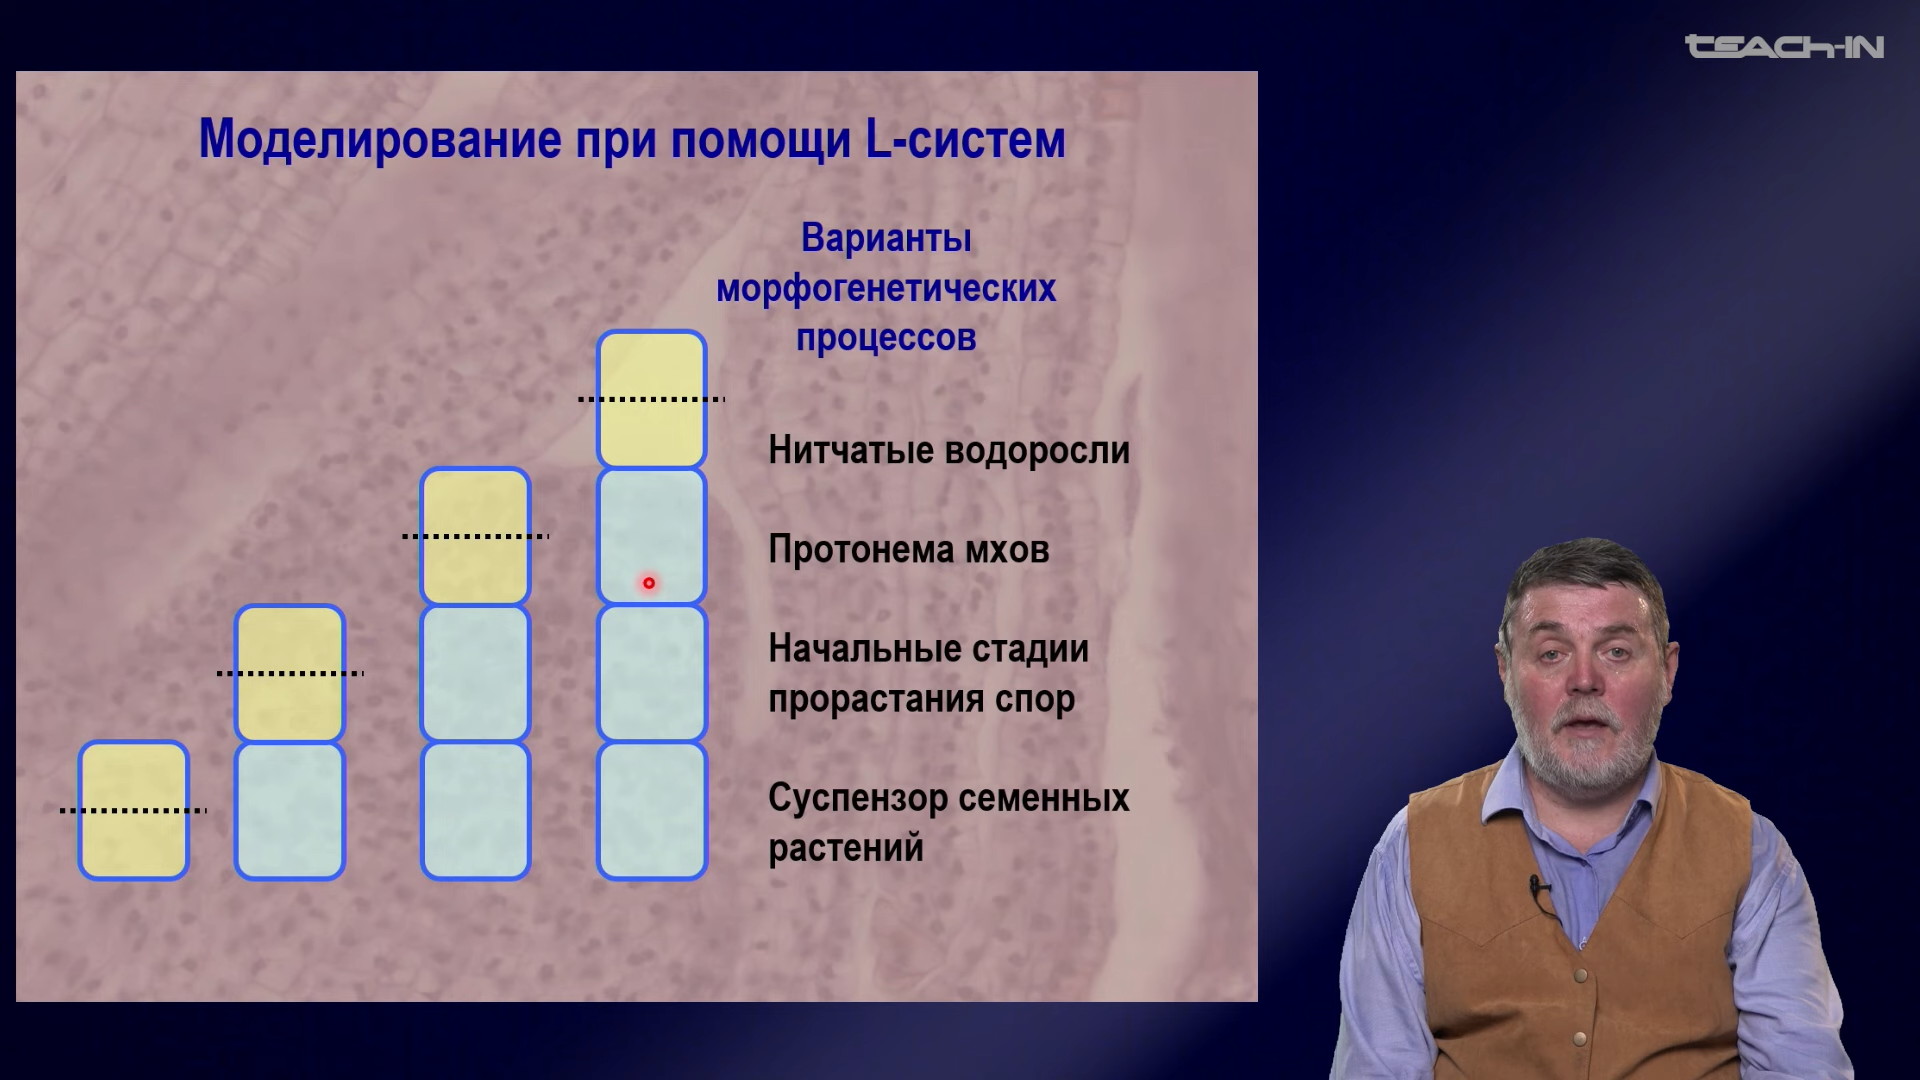 TEACh-IN
Моделирование при помощи L-систем
Варианты
морфогенетических
процессов
Нитчатые водоросли
Протонема мхов
Начальные стадии
прорастания спор
Суспензор семенных
растений